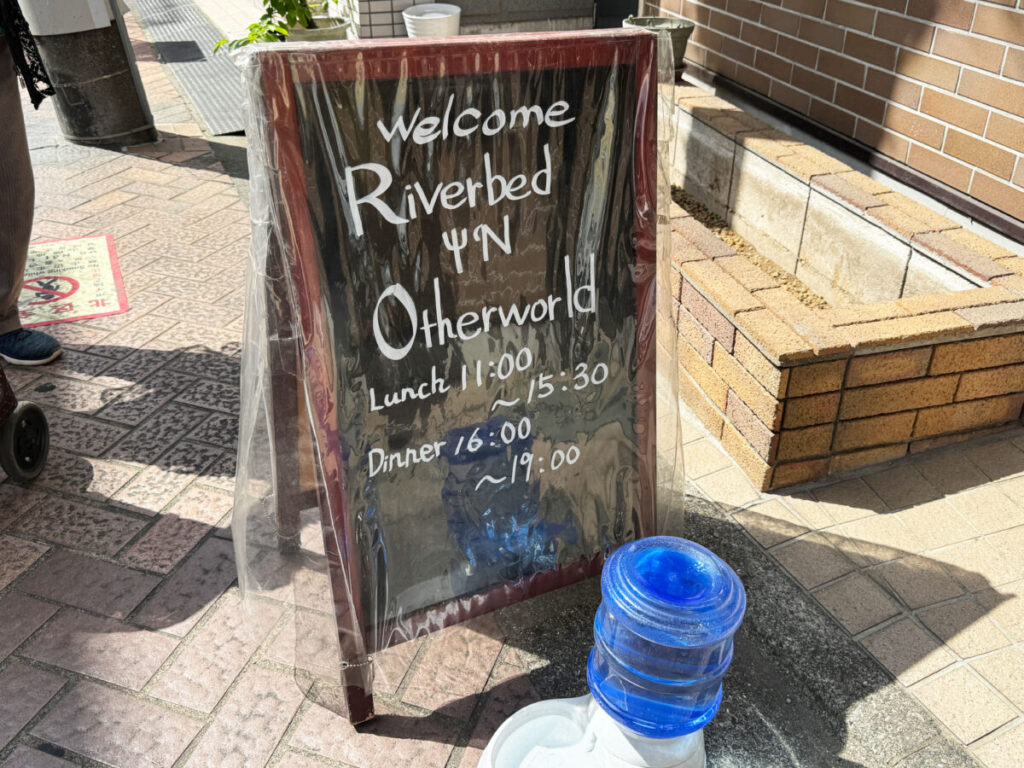 Welcome
Riverbed
ΨN
Otherworld
Lunch 11:00
~15:30
Dinner 16:00
~19:00